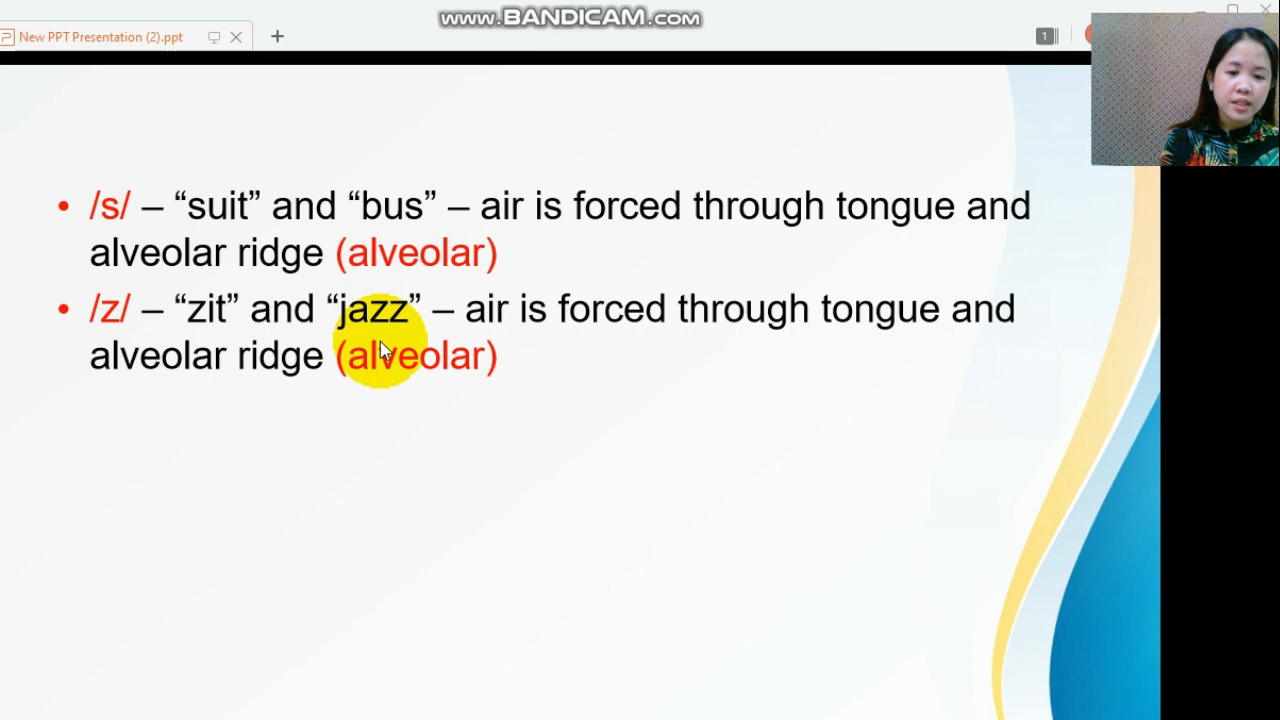 www.BANDICAM.com
New PPT Presentation (2).ppt
1
• /s/ – “suit” and “bus” – air is forced through tongue and
alveolar ridge (alveolar)
• /z/ – “zit” and “jazz” – air is forced through tongue and
alveolar ridge (alveolar)